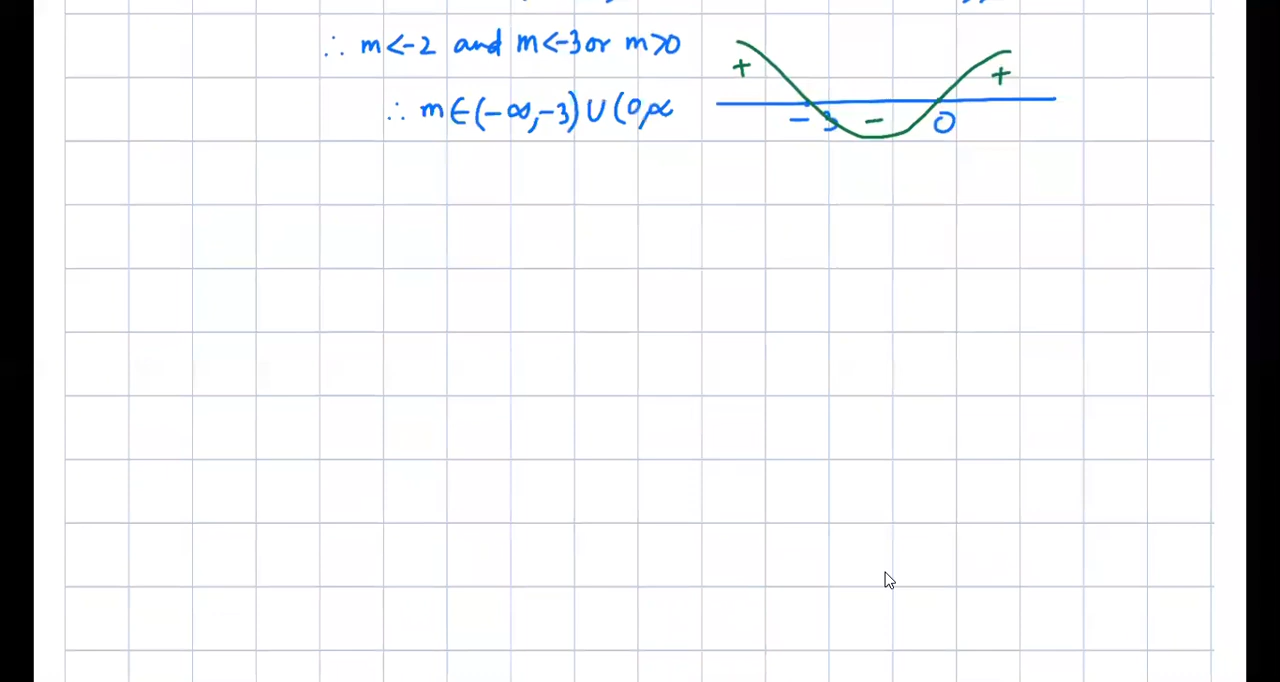 ∴ m<-2 and m<-3 or m>0
∴ m∈(-∞,-3)∪(0,∝
+ +
-3 - 0